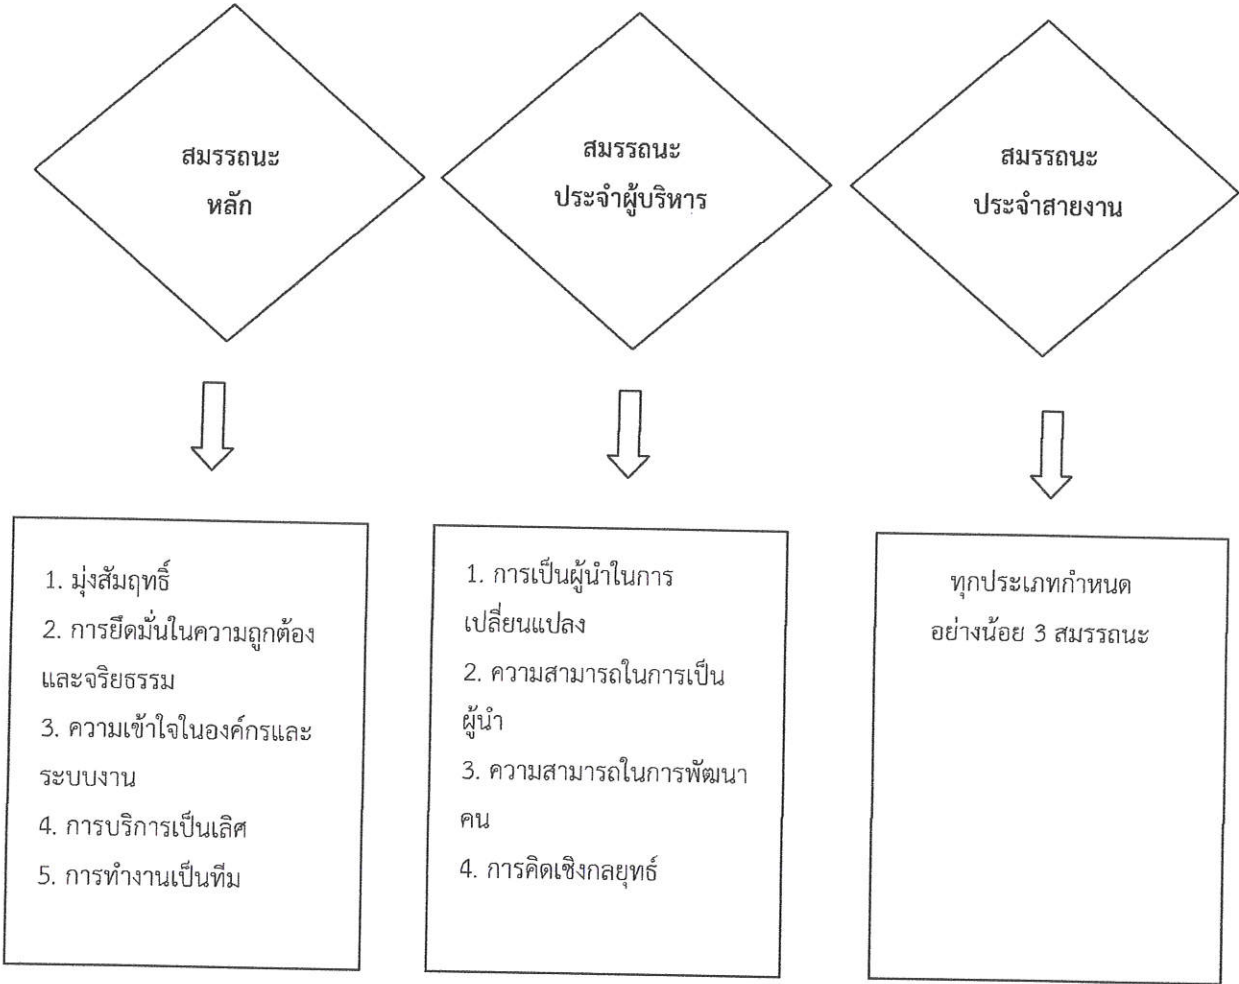 สมรรถนะ
หลัก
สมรรถนะ
ประจำผู้บริหาร
สมรรถนะ
ประจำสายงาน
1. มุ่งสัมฤทธิ์
2. การยึดมั่นในความถูกต้อง
และจริยธรรม
3. ความเข้าใจในองค์กรและ
ระบบงาน
4. การบริการเป็นเลิศ
5. การทำงานเป็นทีม
1. การเป็นผู้นำในการ
เปลี่ยนแปลง
2. ความสามารถในการเป็น
ผู้นำ
3. ความสามารถในการพัฒนา
คน
4. การคิดเชิงกลยุทธ์
ทุกประเภทกำหนด
อย่างน้อย 3 สมรรถนะ